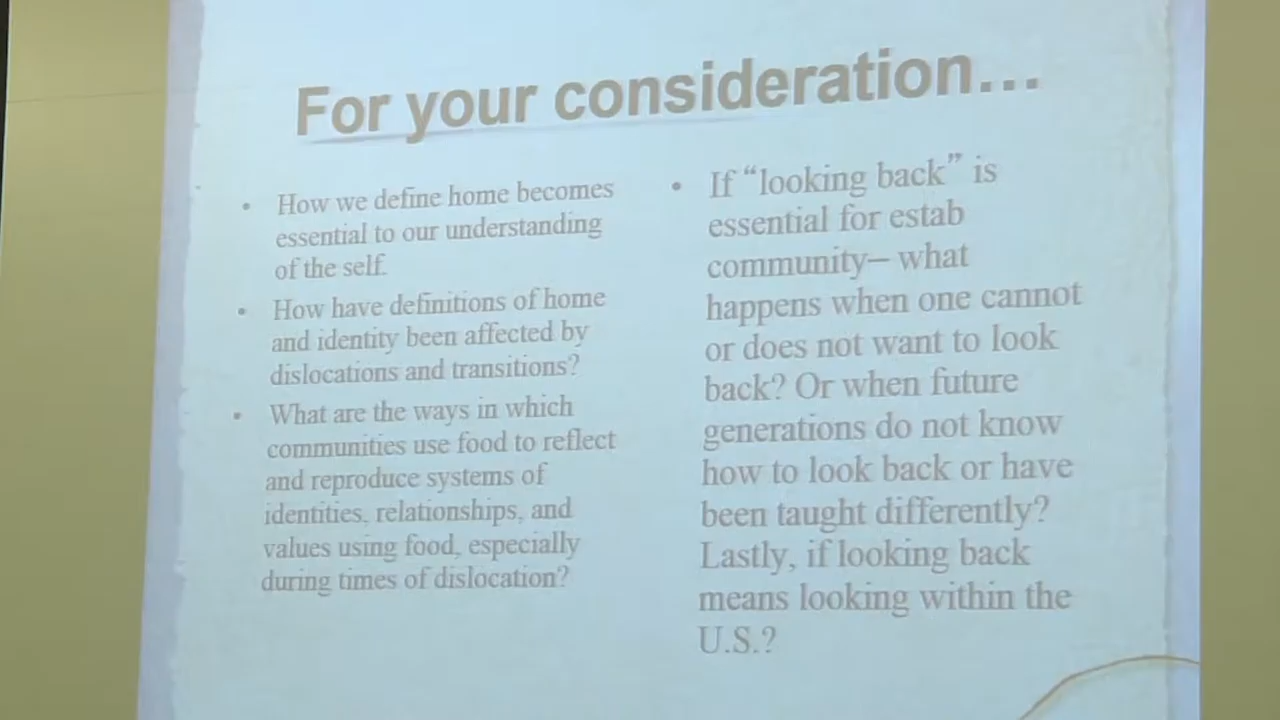 For your consideration…
• How we define home becomes
essential to our understanding
of the self.
• How have definitions of home
and identity been affected by
dislocations and transitions?
• What are the ways in which
communities use food to reflect
and reproduce systems of
identities, relationships, and
values using food, especially
during times of dislocation?
• If “looking back” is
essential for estab
community– what
happens when one cannot
or does not want to look
back? Or when future
generations do not know
how to look back or have
been taught differently?
Lastly, if looking back
means looking within the
U.S.?